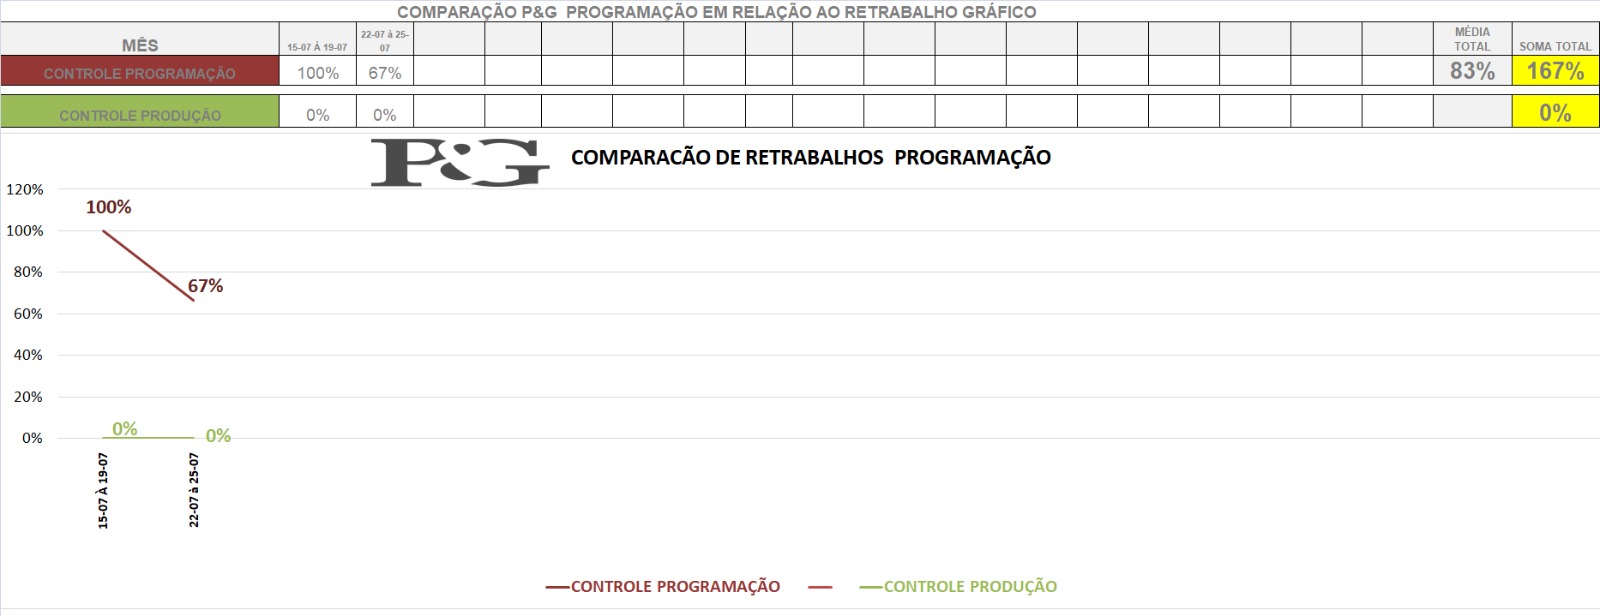 COMPARAÇÃO P&G PROGRAMAÇÃO EM RELAÇÃO AO RETRABALHO GRÁFICO
MÊS
15-07 À 19-07
22-07 à 25-
07
MÉDIA
TOTAL
SOMA TOTAL
CONTROLE PROGRAMAÇÃO
100%
67%
83%
167%
CONTROLE PRODUÇÃO
0%
0%
0%
P&G
COMPARACÃO DE RETRABALHOS PROGRAMAÇÃO
120%
100%
80%
60%
40%
20%
0%
100%
67%
0%
0%
15-07 À 19-07
22-07 à 25-07
CONTROLE PROGRAMAÇÃO
CONTROLE PRODUÇÃO